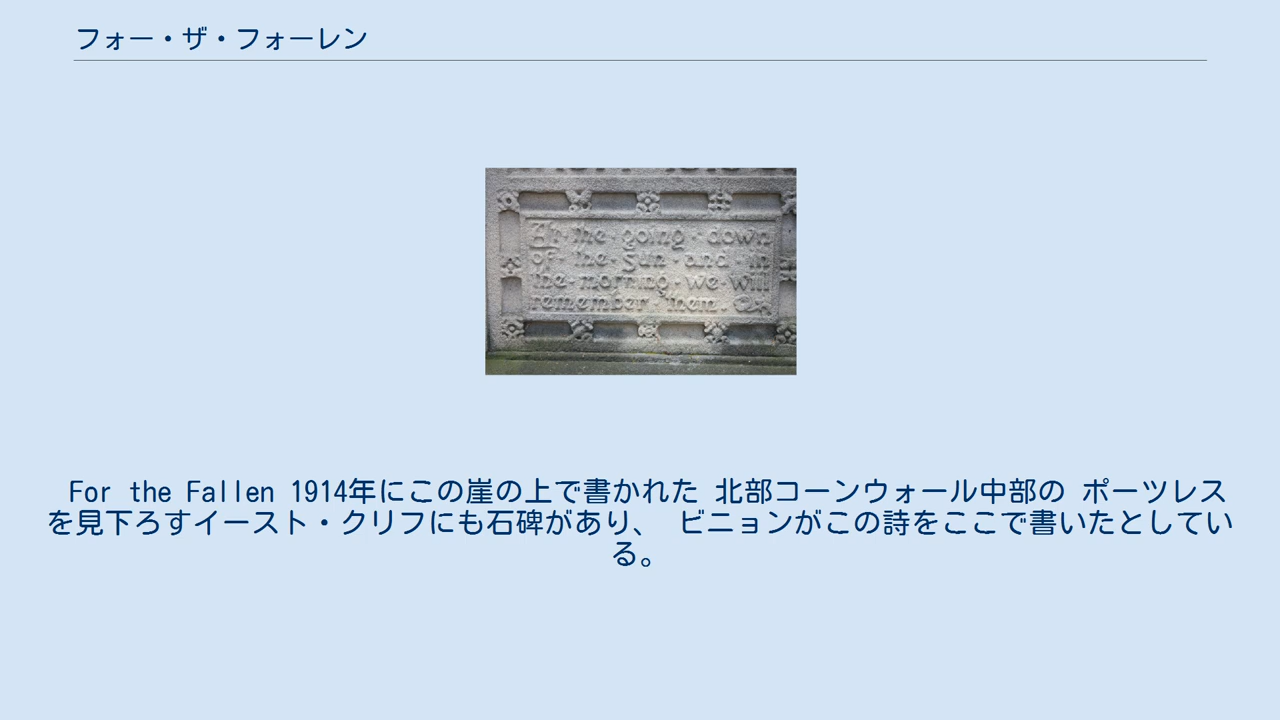 フォー・ザ・フォーレン
At·the·going·down
of·the·Sun·and·in
the·morning·we·will
remember·them.
For the Fallen 1914年にこの崖の上で書かれた 北部コーンウォール中部の ポーツレス
を見下ろすイースト・クリフにも石碑があり、 ビニョンがこの詩をここで書いたとしてい
る。